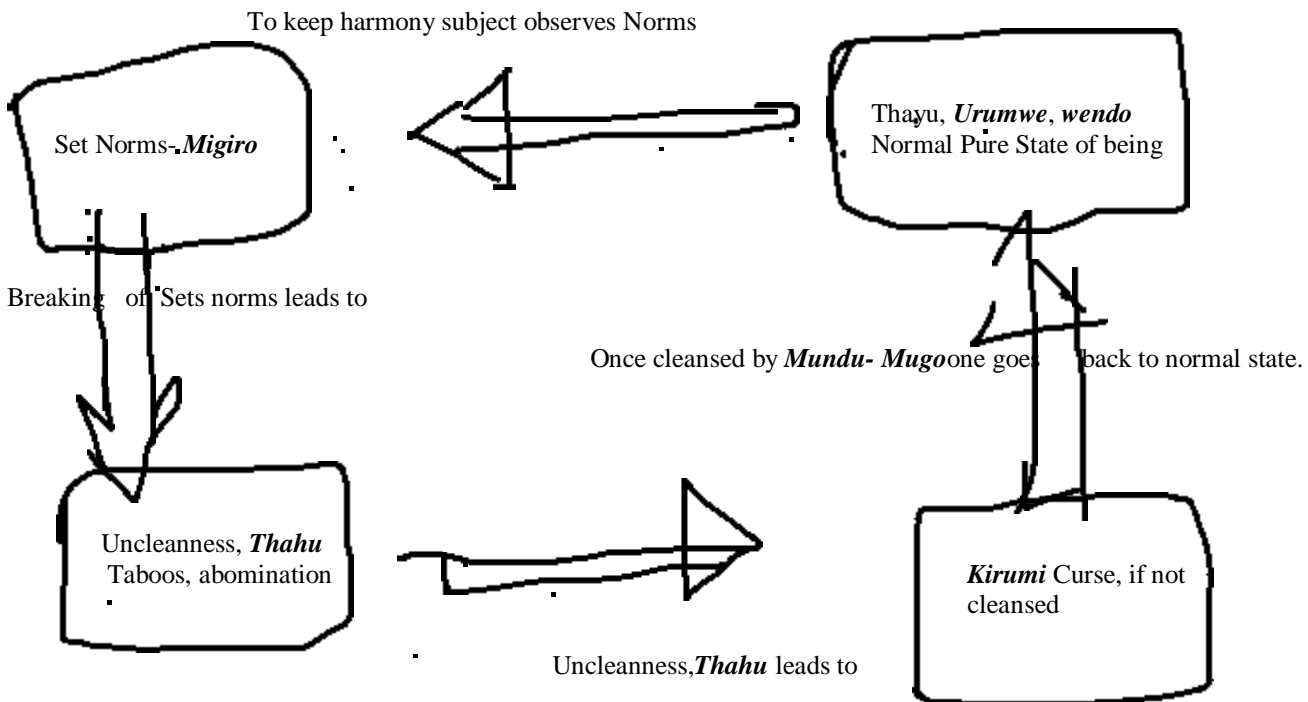 To keep harmony subject observes Norms
Thayu, Urumwe, wendo
Normal Pure State of being
Set Norms- Migiro
Breaking of Sets norms leads to
Once cleansed by Mundu- Mugoone goes back to normal state.
Uncleanness, Thahu
Taboos, abomination
Kirumi Curse, if not
cleansed
Uncleanness,Thahu leads to